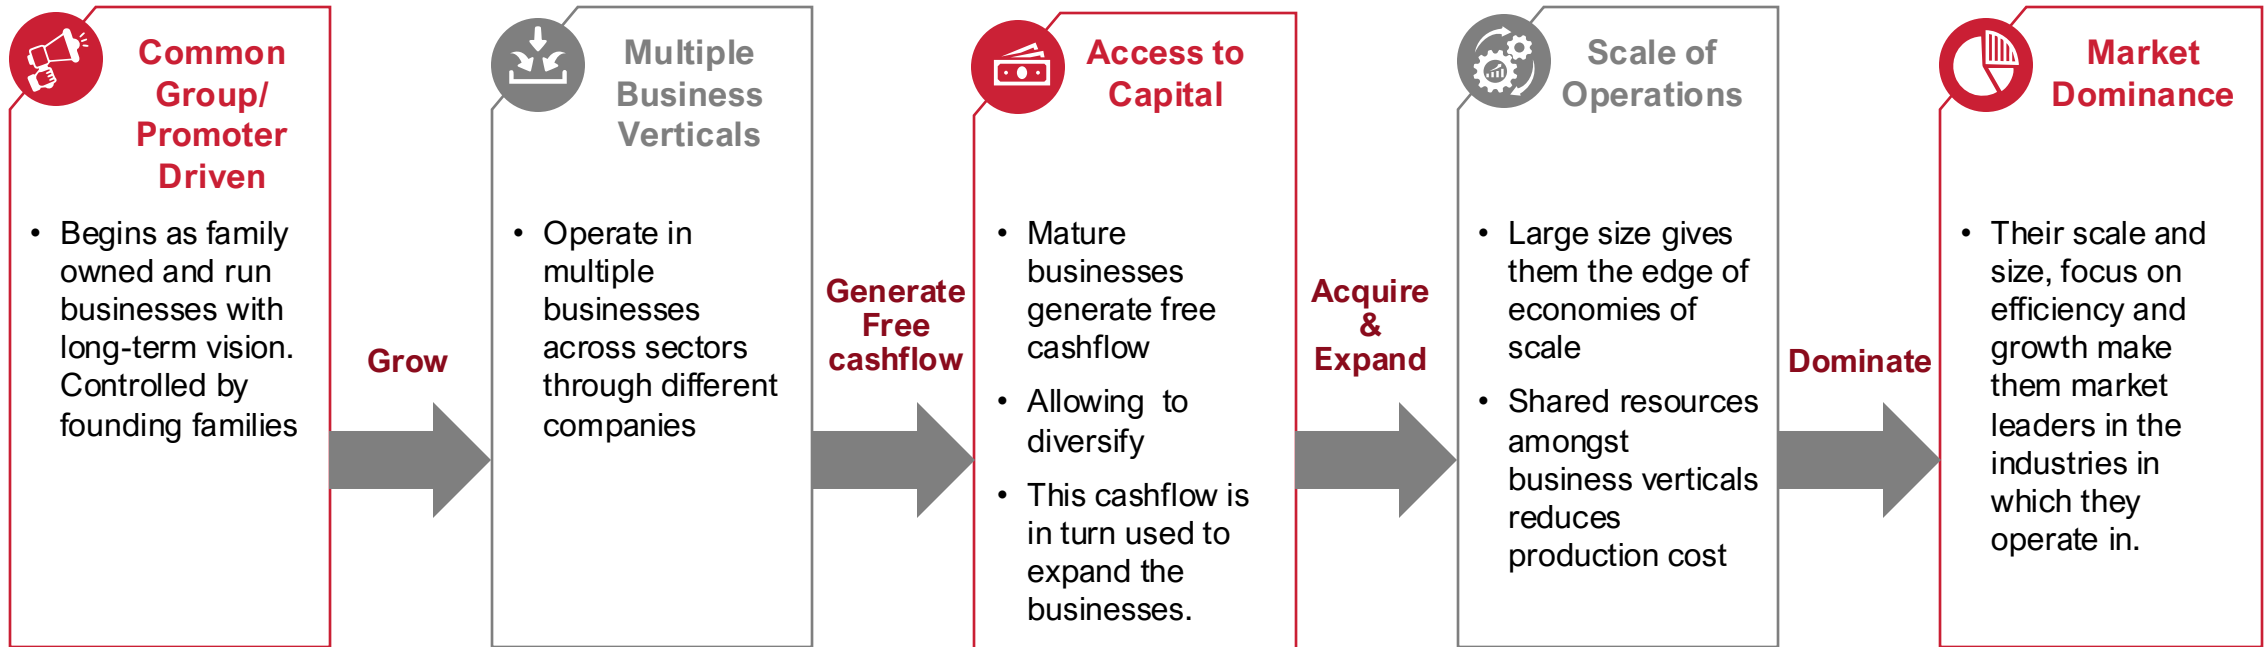 Common
Group/
Promoter
Driven
• Begins as family
owned and run
businesses with
long-term vision.
Controlled by
founding families
Grow
Multiple
Business
Verticals
• Operate in
multiple
businesses
across sectors
through different
companies
Generate
Free
cashflow
Access to
Capital
• Mature
businesses
generate free
cashflow
• Allowing to
diversify
• This cashflow is
in turn used to
expand the
businesses.
Acquire
&
Expand
Scale of
Operations
• Large size gives
them the edge of
economies of
scale
• Shared resources
amongst
business verticals
reduces
production cost
Dominate
Market
Dominance
• Their scale and
size, focus on
efficiency and
growth make
them market
leaders in the
industries in
which they
operate in.